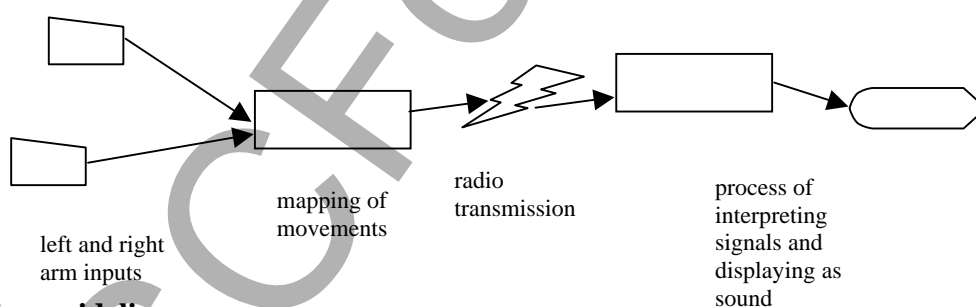 mapping of
movements
radio
transmission
process of
interpreting
signals and
displaying as
sound
left and right
arm inputs